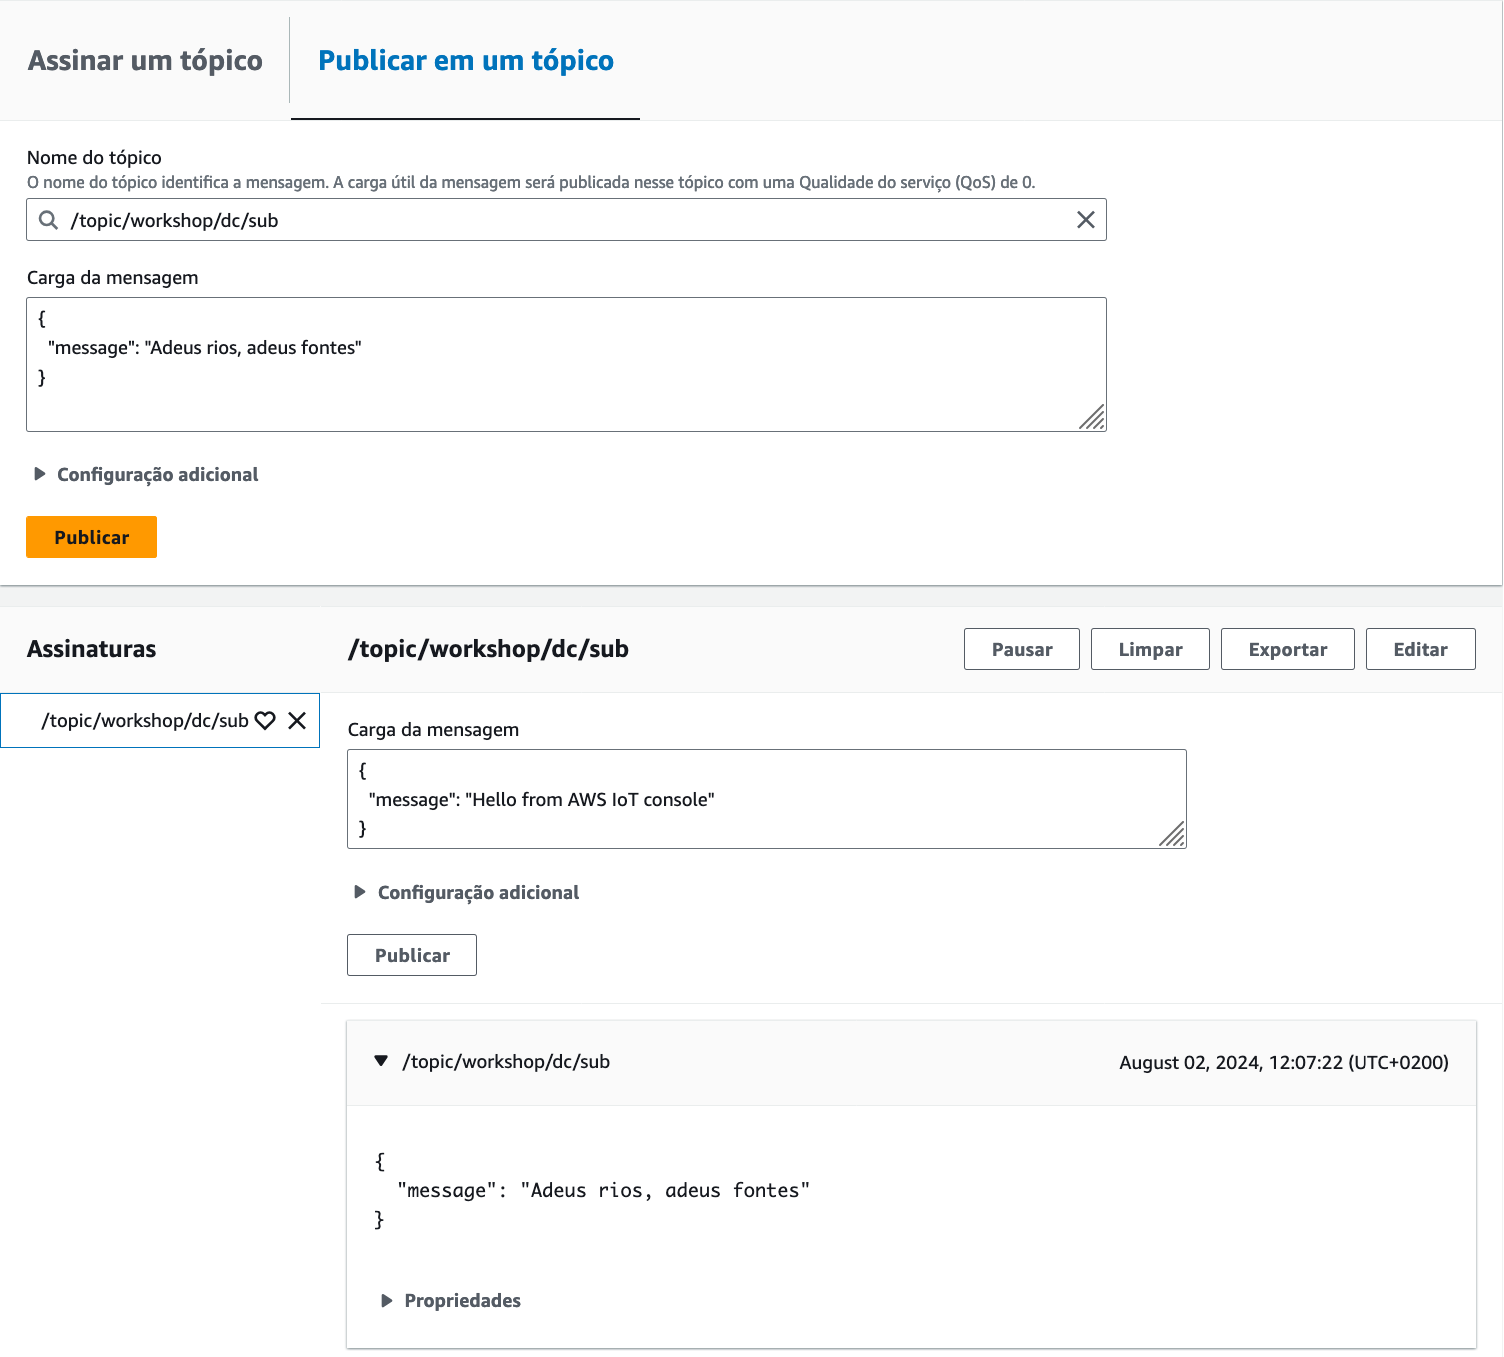 Assinar um tópico
Publicar em um tópico
Nome do tópico
O nome do tópico identifica a mensagem. A carga útil da mensagem será publicada nesse tópico com uma Qualidade do serviço (QoS) de 0.
/topic/workshop/dc/sub
Carga da mensagem
{
"message": "Adeus rios, adeus fontes"
}
Configuração adicional
Publicar
Assinaturas
/topic/workshop/dc/sub
Pausar
Limpar
Exportar
Editar
/topic/workshop/dc/sub
Carga da mensagem
{
"message": "Hello from AWS IoT console"
}
Configuração adicional
Publicar
/topic/workshop/dc/sub
August 02, 2024, 12:07:22 (UTC+0200)
{
"message": "Adeus rios, adeus fontes"
}
Propriedades